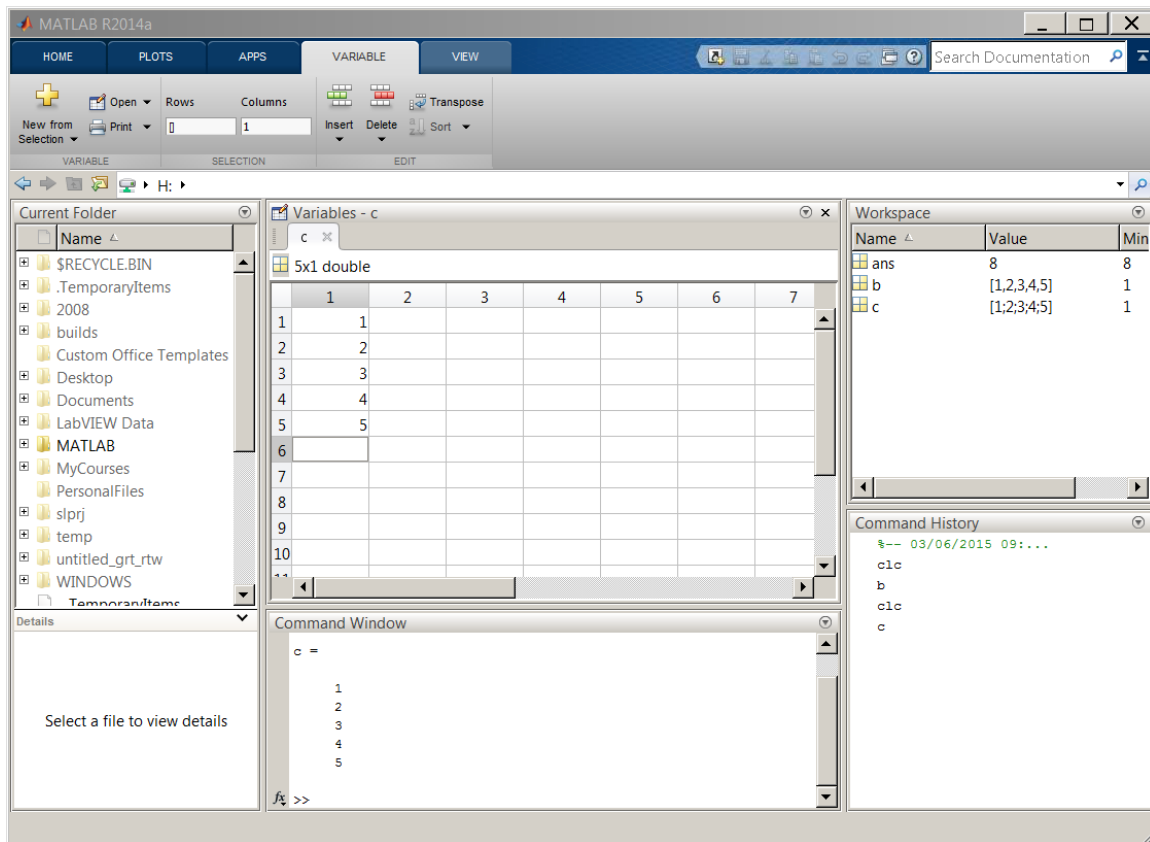 MATLAB R2014a
HOME PLOTS APPS VARIABLE VIEW
Search Documentation
New from Selection
Open
Print
Rows Columns
[] 1
Insert Delete
Transpose
Sort
VARIABLE SELECTION EDIT
H:
Current Folder
Name
$RECYCLE.BIN
.TemporaryItems
2008
builds
Custom Office Templates
Desktop
Documents
LabVIEW Data
MATLAB
MyCourses
PersonalFiles
slprj
temp
untitled_grt_rtw
WINDOWS
._TemporaryItems
Details
Select a file to view details
Variables - c
c
5x1 double
1 2 3 4 5 6 7
1 1
2 2
3 3
4 4
5 5
6
7
8
9
10
11
Command Window
c =
1
2
3
4
5
fx >>
Workspace
Name Value Min
ans 8 8
b [1,2,3,4,5] 1
c [1;2;3;4;5] 1
Command History
%-- 03/06/2015 09:...
clc
b
clc
c